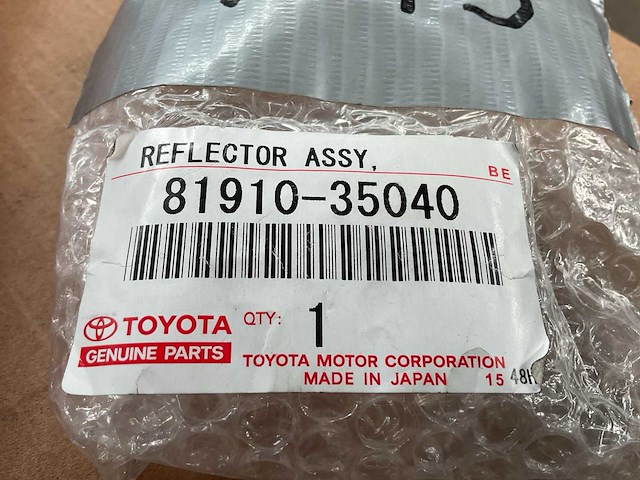 REFLECTOR ASSY,
BE
81910-35040
TOYOTA QTY: 1
GENUINE PARTS
TOYOTA MOTOR CORPORATION
MADE IN JAPAN 15